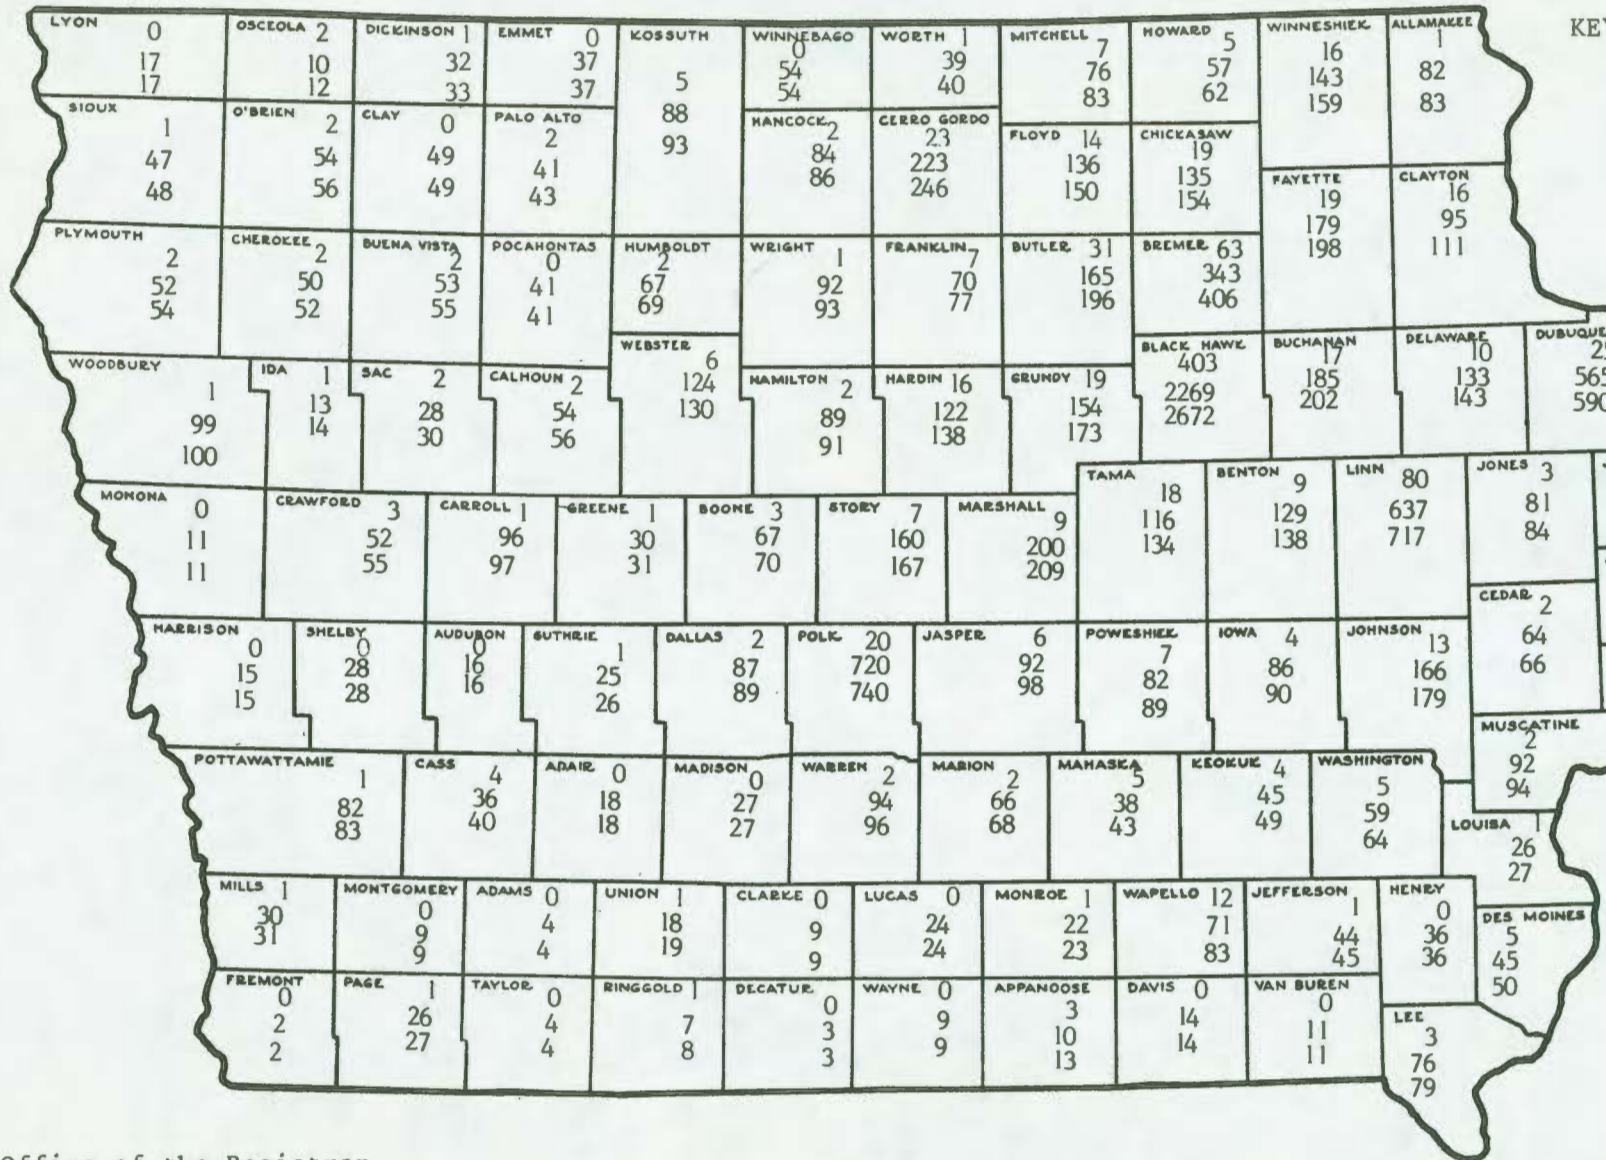 KEY
LYON
0
17
17
OSCEOLA 2
10
12
DICKINSON 1
32
33
EMMET 0
37
37
KOSSUTH
5
88
93
WINNEBAGO
0
54
54
WORTH 1
39
40
MITCHELL
7
76
83
HOWARD 5
57
62
WINNESHIEK
16
143
159
ALLAMAKEE
1
82
83
SIOUX
1
47
48
O'BRIEN 2
54
56
CLAY 0
49
49
PALO ALTO
2
41
43
HANCOCK
2
84
86
CERRO GORDO
23
223
246
FLOYD 14
136
150
CHICKASAW
19
135
154
FAYETTE
19
179
198
CLAYTON
16
95
111
PLYMOUTH
2
52
54
CHEROKEE 2
50
52
BUENA VISTA
2
53
55
POCAHONTAS
0
41
41
HUMBOLDT
2
67
69
WRIGHT 1
92
93
FRANKLIN 7
70
77
BUTLER 31
165
196
BREMER 63
343
406
WOODBURY
1
99
100
IDA 1
13
14
SAC 2
28
30
CALHOUN 2
54
56
WEBSTER
6
124
130
HAMILTON 2
89
91
HARDIN 16
122
138
GRUNDY 19
154
173
BLACK HAWK
403
2269
2672
BUCHANAN
17
185
202
DELAWARE
10
133
143
DUBUQUE
565
590
MONONA
0
11
11
CRAWFORD 3
52
55
CARROLL 1
96
97
GREENE 1
30
31
BOONE 3
67
70
STORY 7
160
167
MARSHALL
9
200
209
TAMA
18
116
134
BENTON
9
129
138
LINN 80
637
717
JONES 3
81
84
CEDAR 2
64
66
HARRISON
0
15
15
SHELBY
0
28
28
AUDUBON
0
16
16
GUTHRIE
1
25
26
DALLAS 2
87
89
POLK 20
720
740
JASPER 6
92
98
POWESHIEK
7
82
89
IOWA 4
86
90
JOHNSON
13
166
179
MUSCATINE
2
92
94
POTTAWATTAMIE
1
82
83
CASS 4
36
40
ADAIR 0
18
18
MADISON 0
27
27
WARREN 2
94
96
MARION 2
66
68
MAHASKA
5
38
43
KEOKUK 4
45
49
WASHINGTON
5
59
64
LOUISA 1
26
27
MILLS 1
30
31
MONTGOMERY
0
9
9
ADAMS 0
4
4
UNION 1
18
19
CLARKE 0
9
9
LUCAS 0
24
24
MONROE 1
22
23
WAPELLO 12
71
83
JEFFERSON
1
44
45
HENRY
0
36
36
DES MOINES
5
45
50
FREMONT
0
2
2
PAGE 1
26
27
TAYLOR 0
4
4
RINGGOLD 1
7
8
DECATUR
0
3
3
WAYNE 0
9
9
APPANOOSE
3
10
13
DAVIS 0
14
14
VAN BUREN
0
11
11
LEE
3
76
79
Office of the Registrar